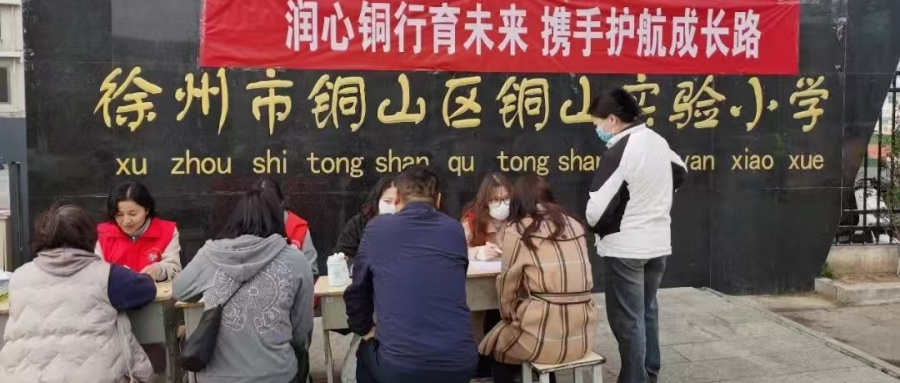 润心铜行育未来 携手护航成长路
徐州市铜山区铜山实验小学
xu zhou shi tong shan qu tong shan yan xiao xue